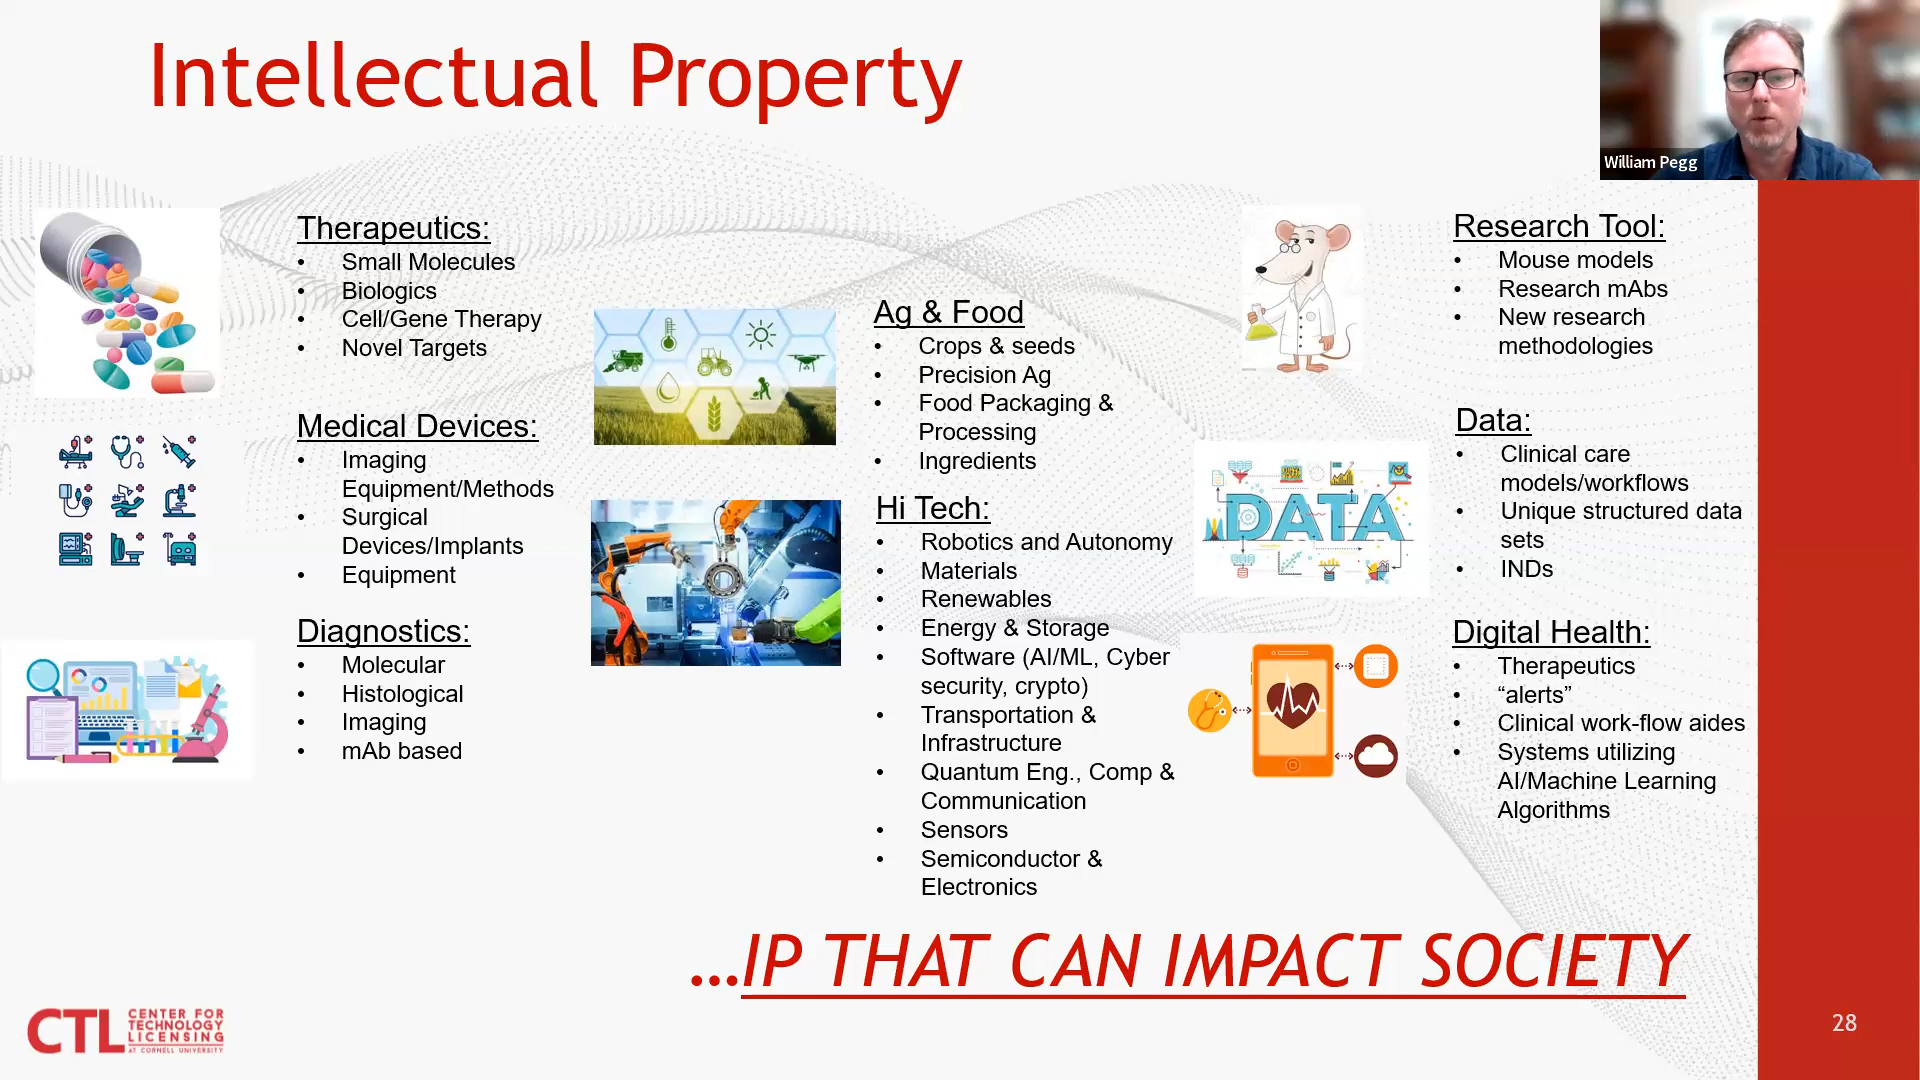 Intellectual Property
William Pegg
Therapeutics:
• Small Molecules
• Biologics
• Cell/Gene Therapy
• Novel Targets
Medical Devices:
• Imaging
Equipment/Methods
• Surgical
Devices/Implants
• Equipment
Diagnostics:
• Molecular
• Histological
• Imaging
• mAb based
Ag & Food
• Crops & seeds
• Precision Ag
• Food Packaging &
Processing
• Ingredients
Hi Tech:
• Robotics and Autonomy
• Materials
• Renewables
• Energy & Storage
• Software (AI/ML, Cyber
security, crypto)
• Transportation &
Infrastructure
• Quantum Eng., Comp &
Communication
• Sensors
• Semiconductor &
Electronics
Research Tool:
• Mouse models
• Research mAbs
• New research
methodologies
DATA
Data:
• Clinical care
models/workflows
• Unique structured data
sets
• INDs
Digital Health:
• Therapeutics
• “alerts”
• Clinical work-flow aides
• Systems utilizing
AI/Machine Learning
Algorithms
...IP THAT CAN IMPACT SOCIETY
CTL CENTER FOR
TECHNOLOGY
LICENSING
AT CORNELL UNIVERSITY
28